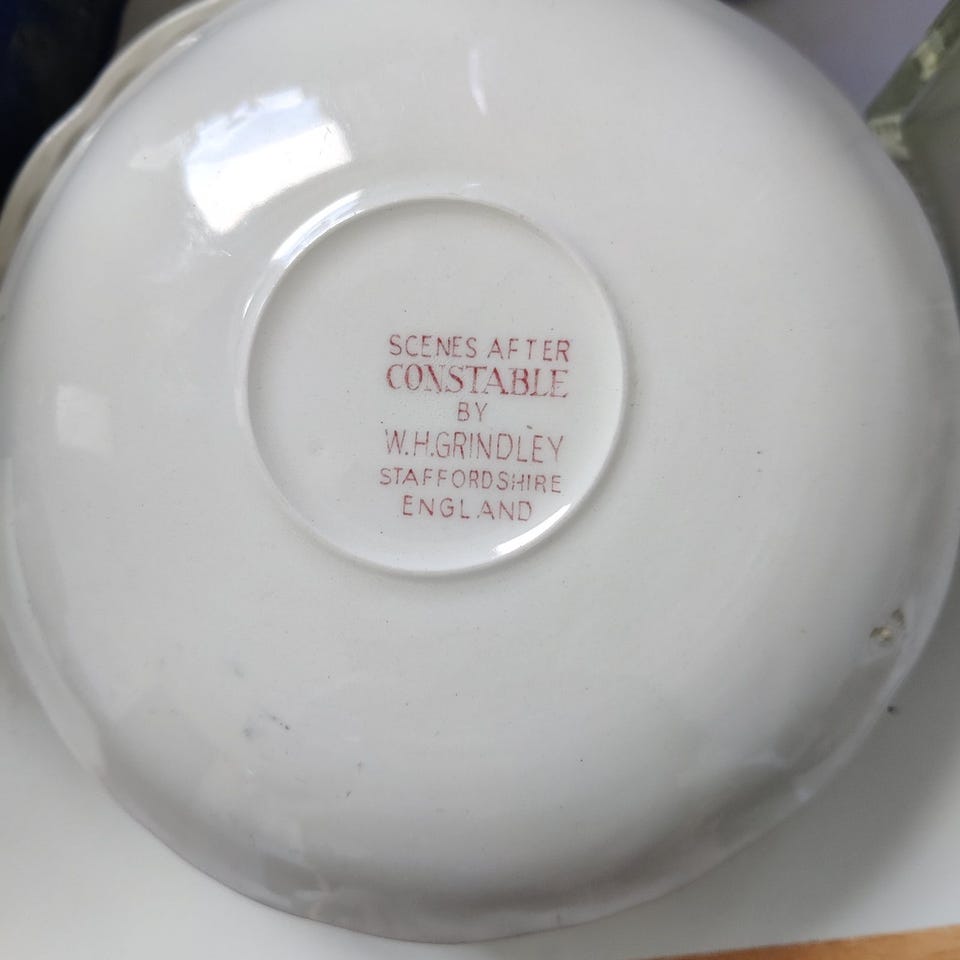 SCENES AFTER
CONSTABLE
BY
W.H.GRINDLEY
STAFFORDSHIRE
ENGLAND